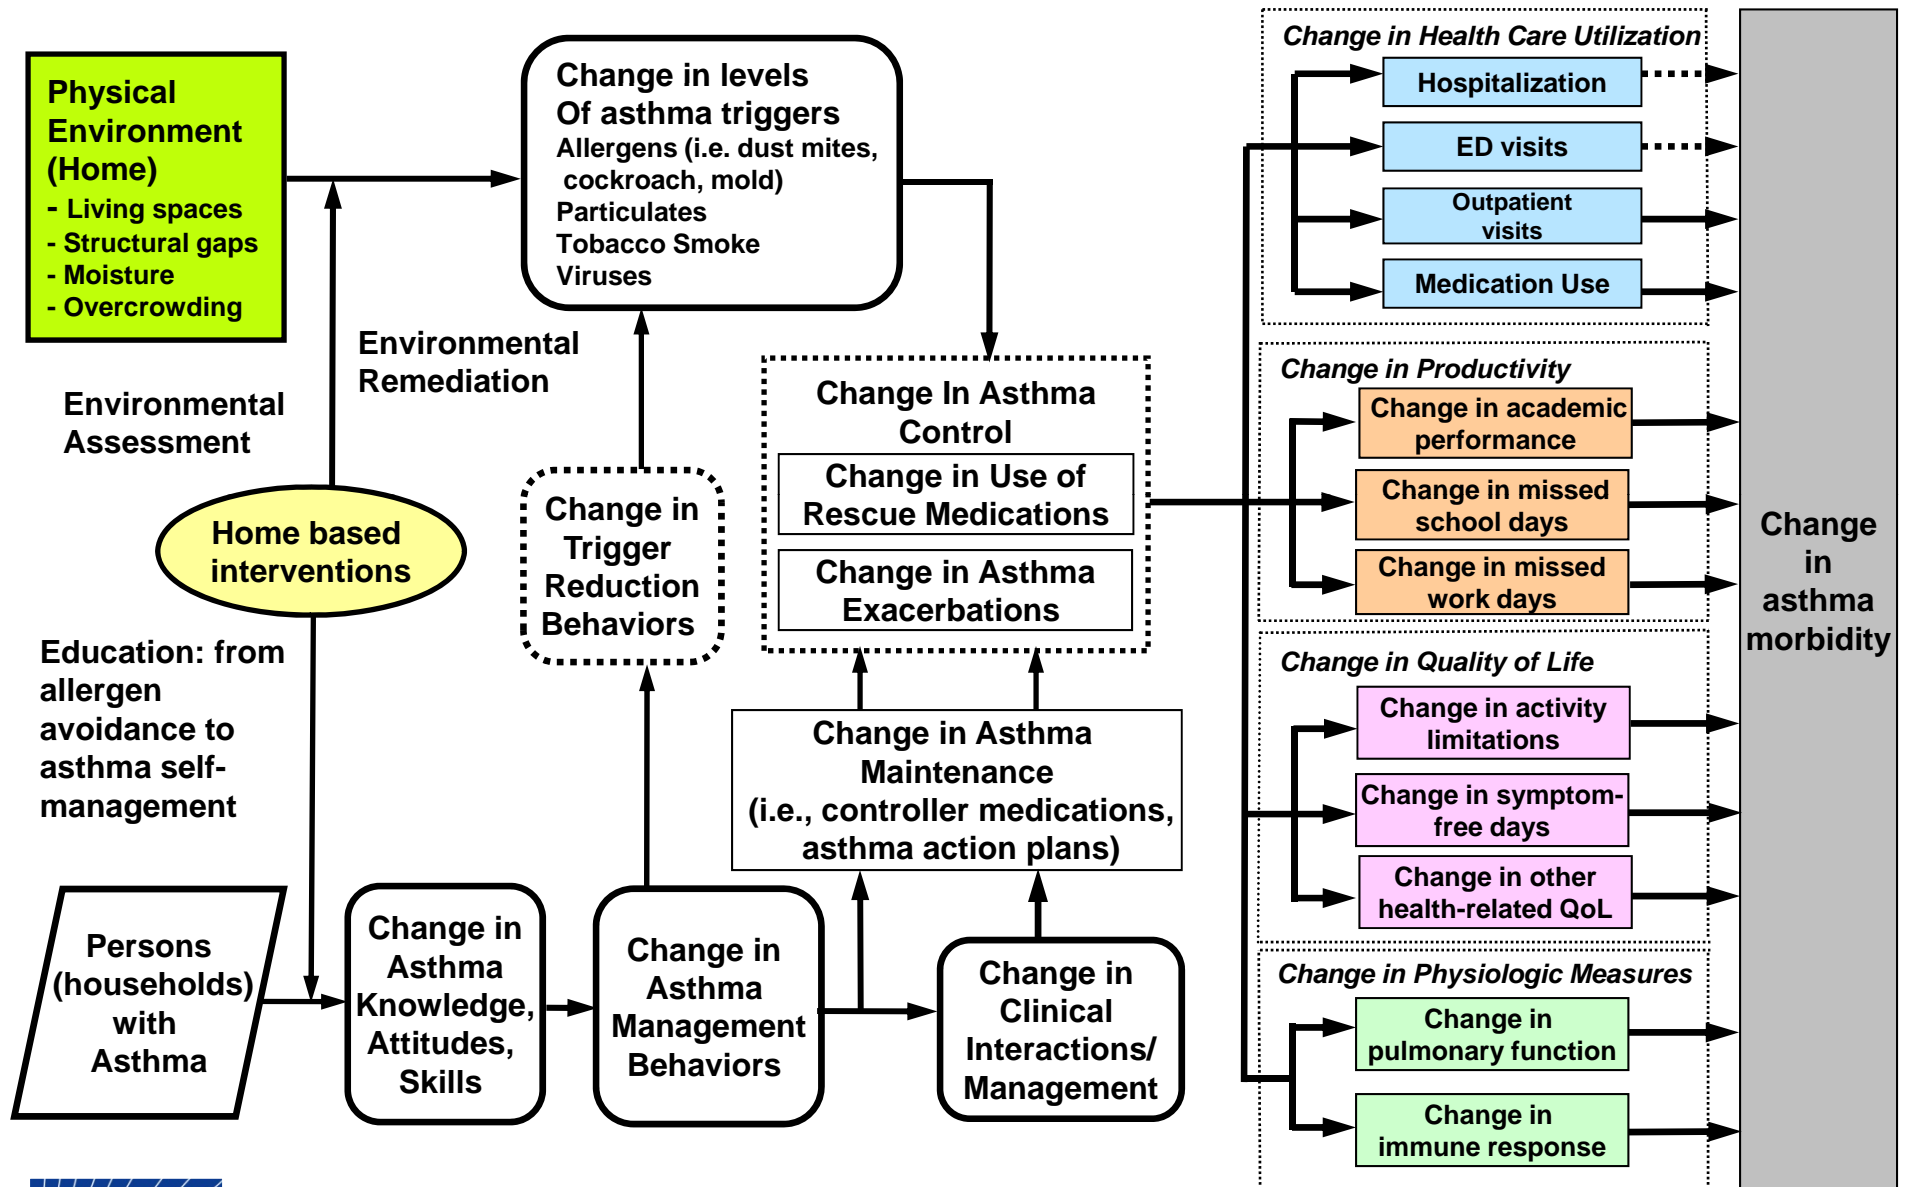 Physical
Environment
(Home)
- Living spaces
- Structural gaps
- Moisture
- Overcrowding
Change in levels
Of asthma triggers
Allergens (i.e. dust mites,
cockroach, mold)
Particulates
Tobacco Smoke
Viruses
Environmental
Remediation
Environmental
Assessment
Home based
interventions
Education: from
allergen
avoidance to
asthma self-
management
Persons
(households)
with
Asthma
Change in
Asthma
Knowledge,
Attitudes,
Skills
Change in
Trigger
Reduction
Behaviors
Change in
Asthma
Management
Behaviors
Change In Asthma
Control
Change in Use of
Rescue Medications
Change in Asthma
Exacerbations
Change in Asthma
Maintenance
(i.e., controller medications,
asthma action plans)
Change in
Clinical
Interactions/
Management
Change in Health Care Utilization
Hospitalization
ED visits
Outpatient
visits
Medication Use
Change in Productivity
Change in academic
performance
Change in missed
school days
Change in missed
work days
Change in Quality of Life
Change in activity
limitations
Change in symptom-
free days
Change in other
health-related QoL
Change in Physiologic Measures
Change in
pulmonary function
Change in
immune response
Change
in
asthma
morbidity